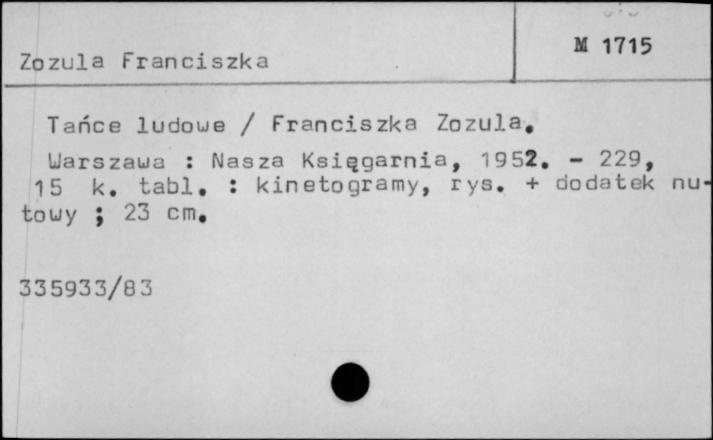 M 1715
Zozula Franciszka
Tańce ludowe / Franciszka Zozula.
Warszawa : Nasza Księgarnia, 1952. - 229,
15 k. tabl. : kinetogramy, rys. + dodatek nu-
towy ; 23 cm.
335933/83